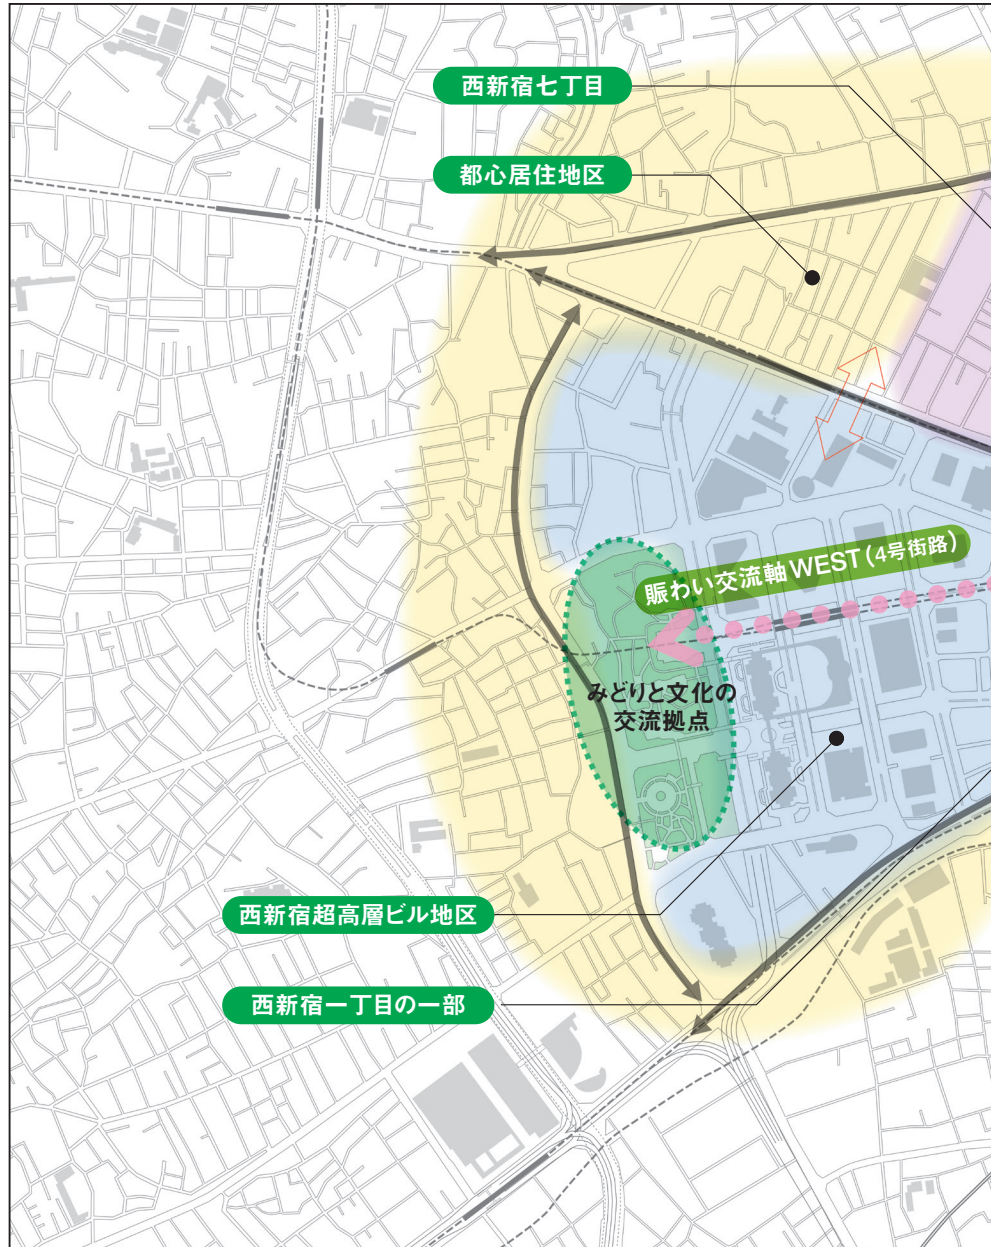 西新宿七丁目
都心居住地区
賑わい交流軸WEST（4号街路）
みどりと文化の
交流拠点
西新宿超高層ビル地区
西新宿一丁目の一部